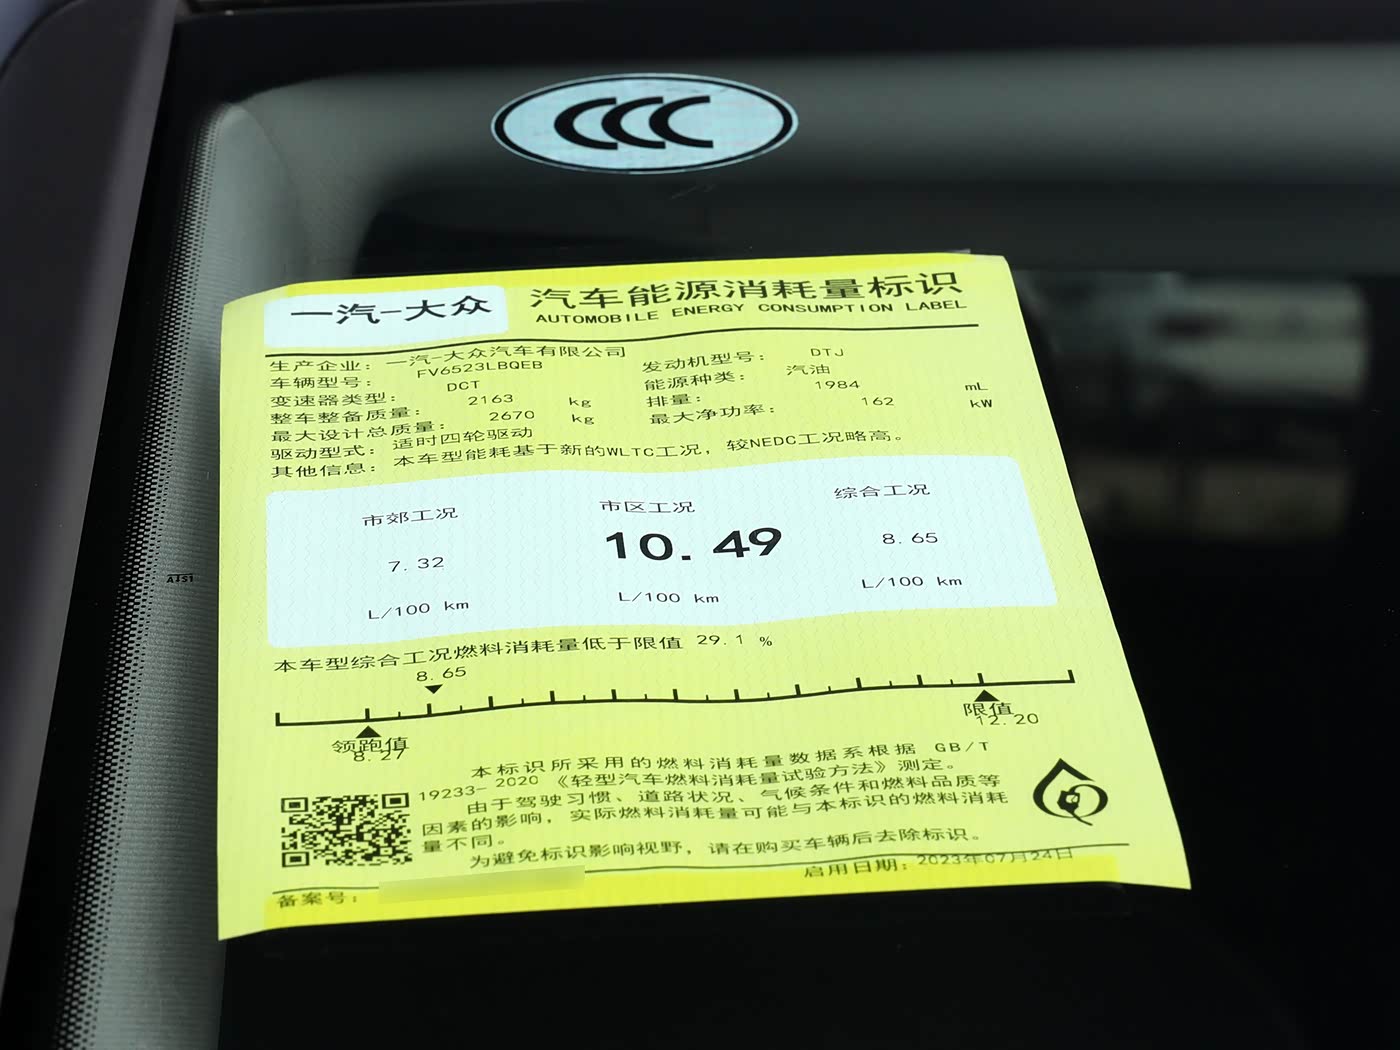 CCC
一汽-大众
汽车能源消耗量标识
AUTOMOBILE ENERGY CONSUMPTION LABEL
生产企业：一汽-大众汽车有限公司
车辆型号：FV6523LBQEB 发动机型号：DTJ
变速器类型：DCT 能源种类：汽油
整车整备质量：2163 kg 排量：1984 mL
最大设计总质量：2670 kg 最大净功率：162 kW
驱动型式：适时四轮驱动
其他信息：本车型能耗基于新的WLTC工况，较NEDC工况略高。
市郊工况 市区工况 综合工况
7.32 10.49 8.65
L/100 km L/100 km L/100 km
本车型综合工况燃料消耗量低于限值 29.1 %
8.65
领跑值 限值
8.27 12.20
本标识所采用的燃料消耗量数据系根据 GB/T
19233-2020《轻型汽车燃料消耗量试验方法》测定。
由于驾驶习惯、道路状况、气候条件和燃料品质等
因素的影响，实际燃料消耗量可能与本标识的燃料消耗
量不同。
为避免标识影响视野，请在购买车辆后去除标识。
备案号： 启用日期：2023年07月24日
AIS1